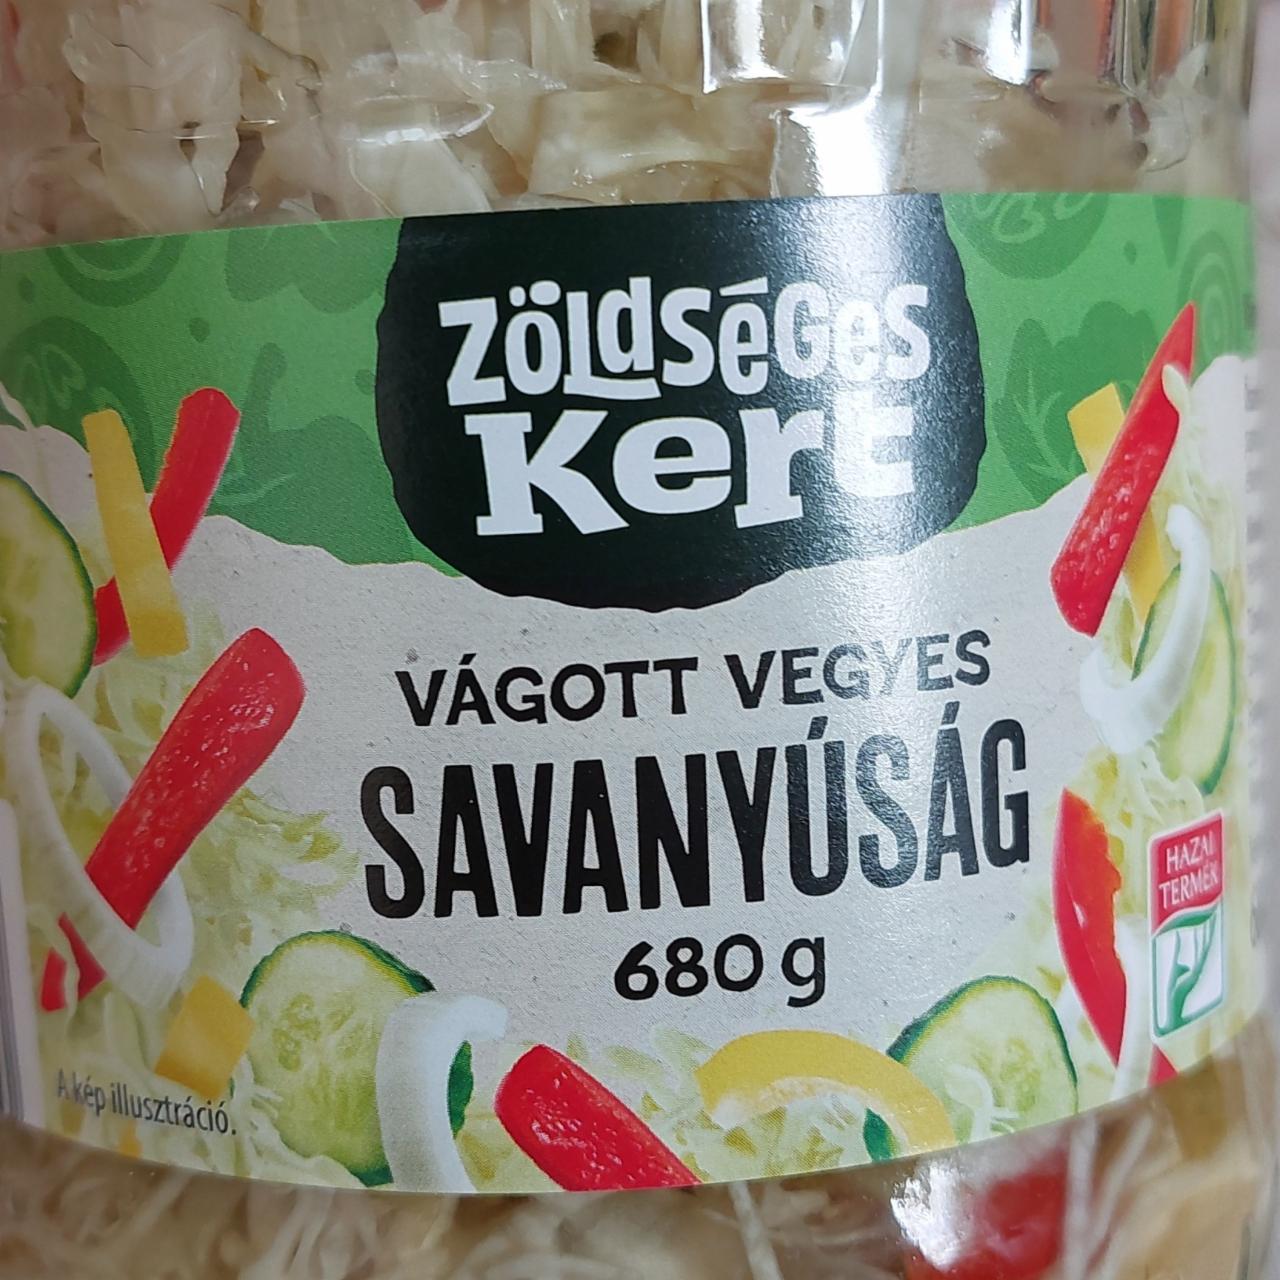 Zöldséges
Kert
VÁGOTT VEGYES
SAVANYÚSÁG
680 g
HAZAI
TERMÉK
A kép illusztráció.